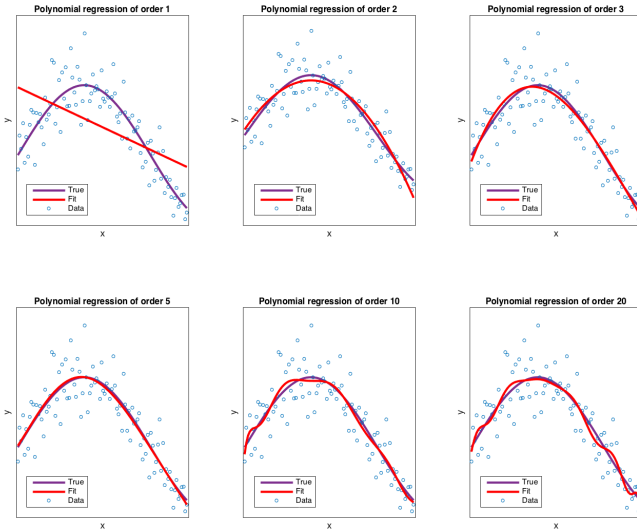 Polynomial regression of order 1
y
True
Fit
Data
x
Polynomial regression of order 2
y
True
Fit
Data
x
Polynomial regression of order 3
y
True
Fit
Data
x
Polynomial regression of order 5
y
True
Fit
Data
x
Polynomial regression of order 10
y
True
Fit
Data
x
Polynomial regression of order 20
y
True
Fit
Data
x